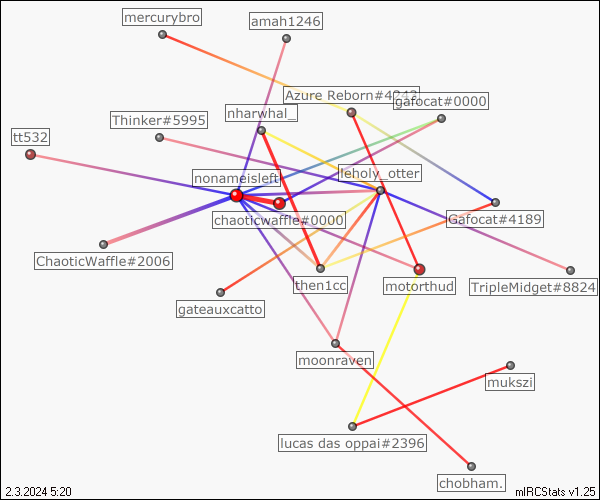 mercurybro
amah1246
Azure Reborn#4242
gafocat#0000
nharwhal_
Thinker#5995
tt532
leholy_otter
nonameisleft
chaoticwaffle#0000
Gafocat#4189
ChaoticWaffle#2006
then1cc
motorthud
TripleMidget#8824
gateauxcatto
moonraven
mukszi
lucas das oppai#2396
chobham.
2.3.2024 5:20
mIRCStats v1.25